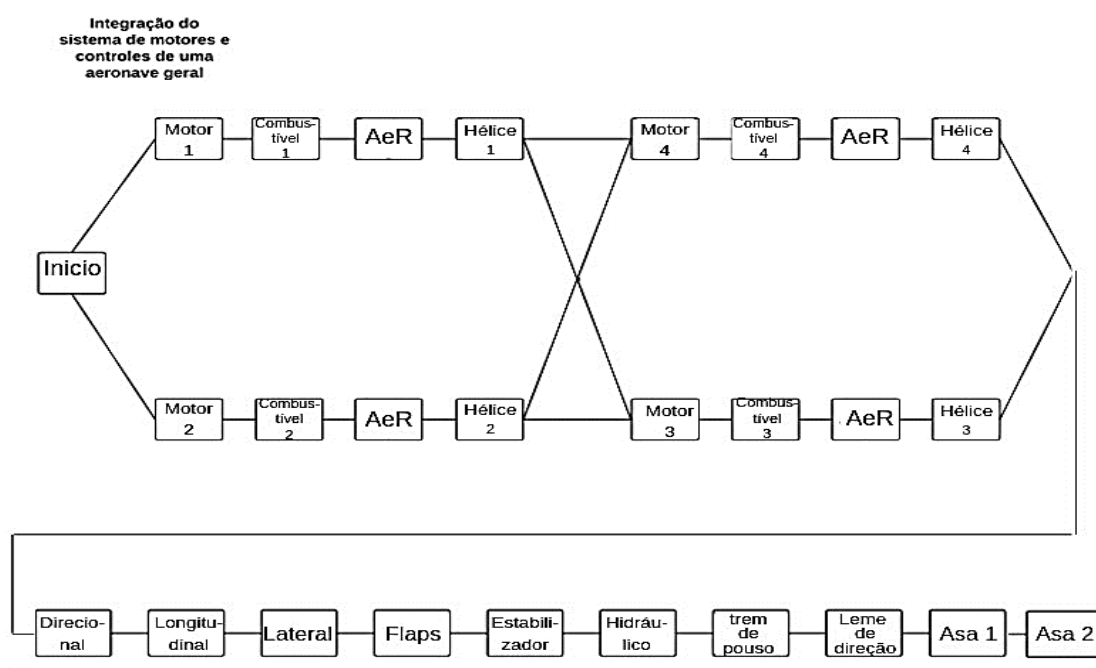 Integração do
sistema de motores e
controles de uma
aeronave geral
Motor
1
Combus-
tível
1
AeR
Hélice
1
Motor
4
Combus-
tível
4
AeR
Hélice
4
Inicio
Motor
2
Combus-
tível
2
AeR
Hélice
2
Motor
3
Combus-
tível
3
AeR
Hélice
3
Direcio-
nal
Longitu-
dinal
Lateral
Flaps
Estabili-
zador
Hidráu-
lico
trem
de
pouso
Leme
de
direção
Asa 1
Asa 2